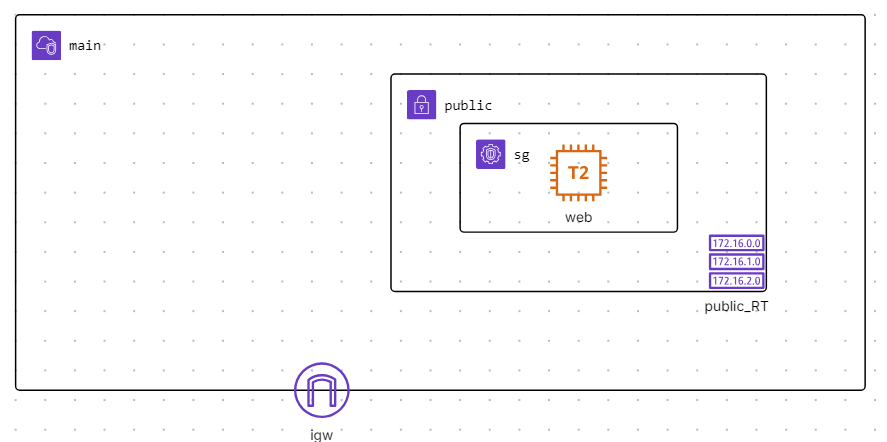 main
public
sg
T2
web
172.16.0.0
172.16.1.0
172.16.2.0
public_RT
igw